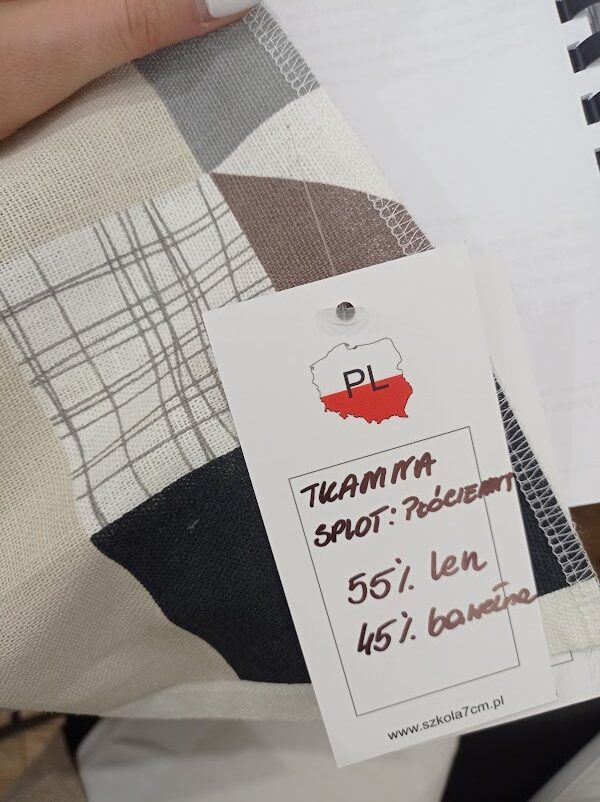 PL
TKANINA
SPLOT: PŁÓCIENNY
55% len
45% bawełna
www.szkola7cm.pl